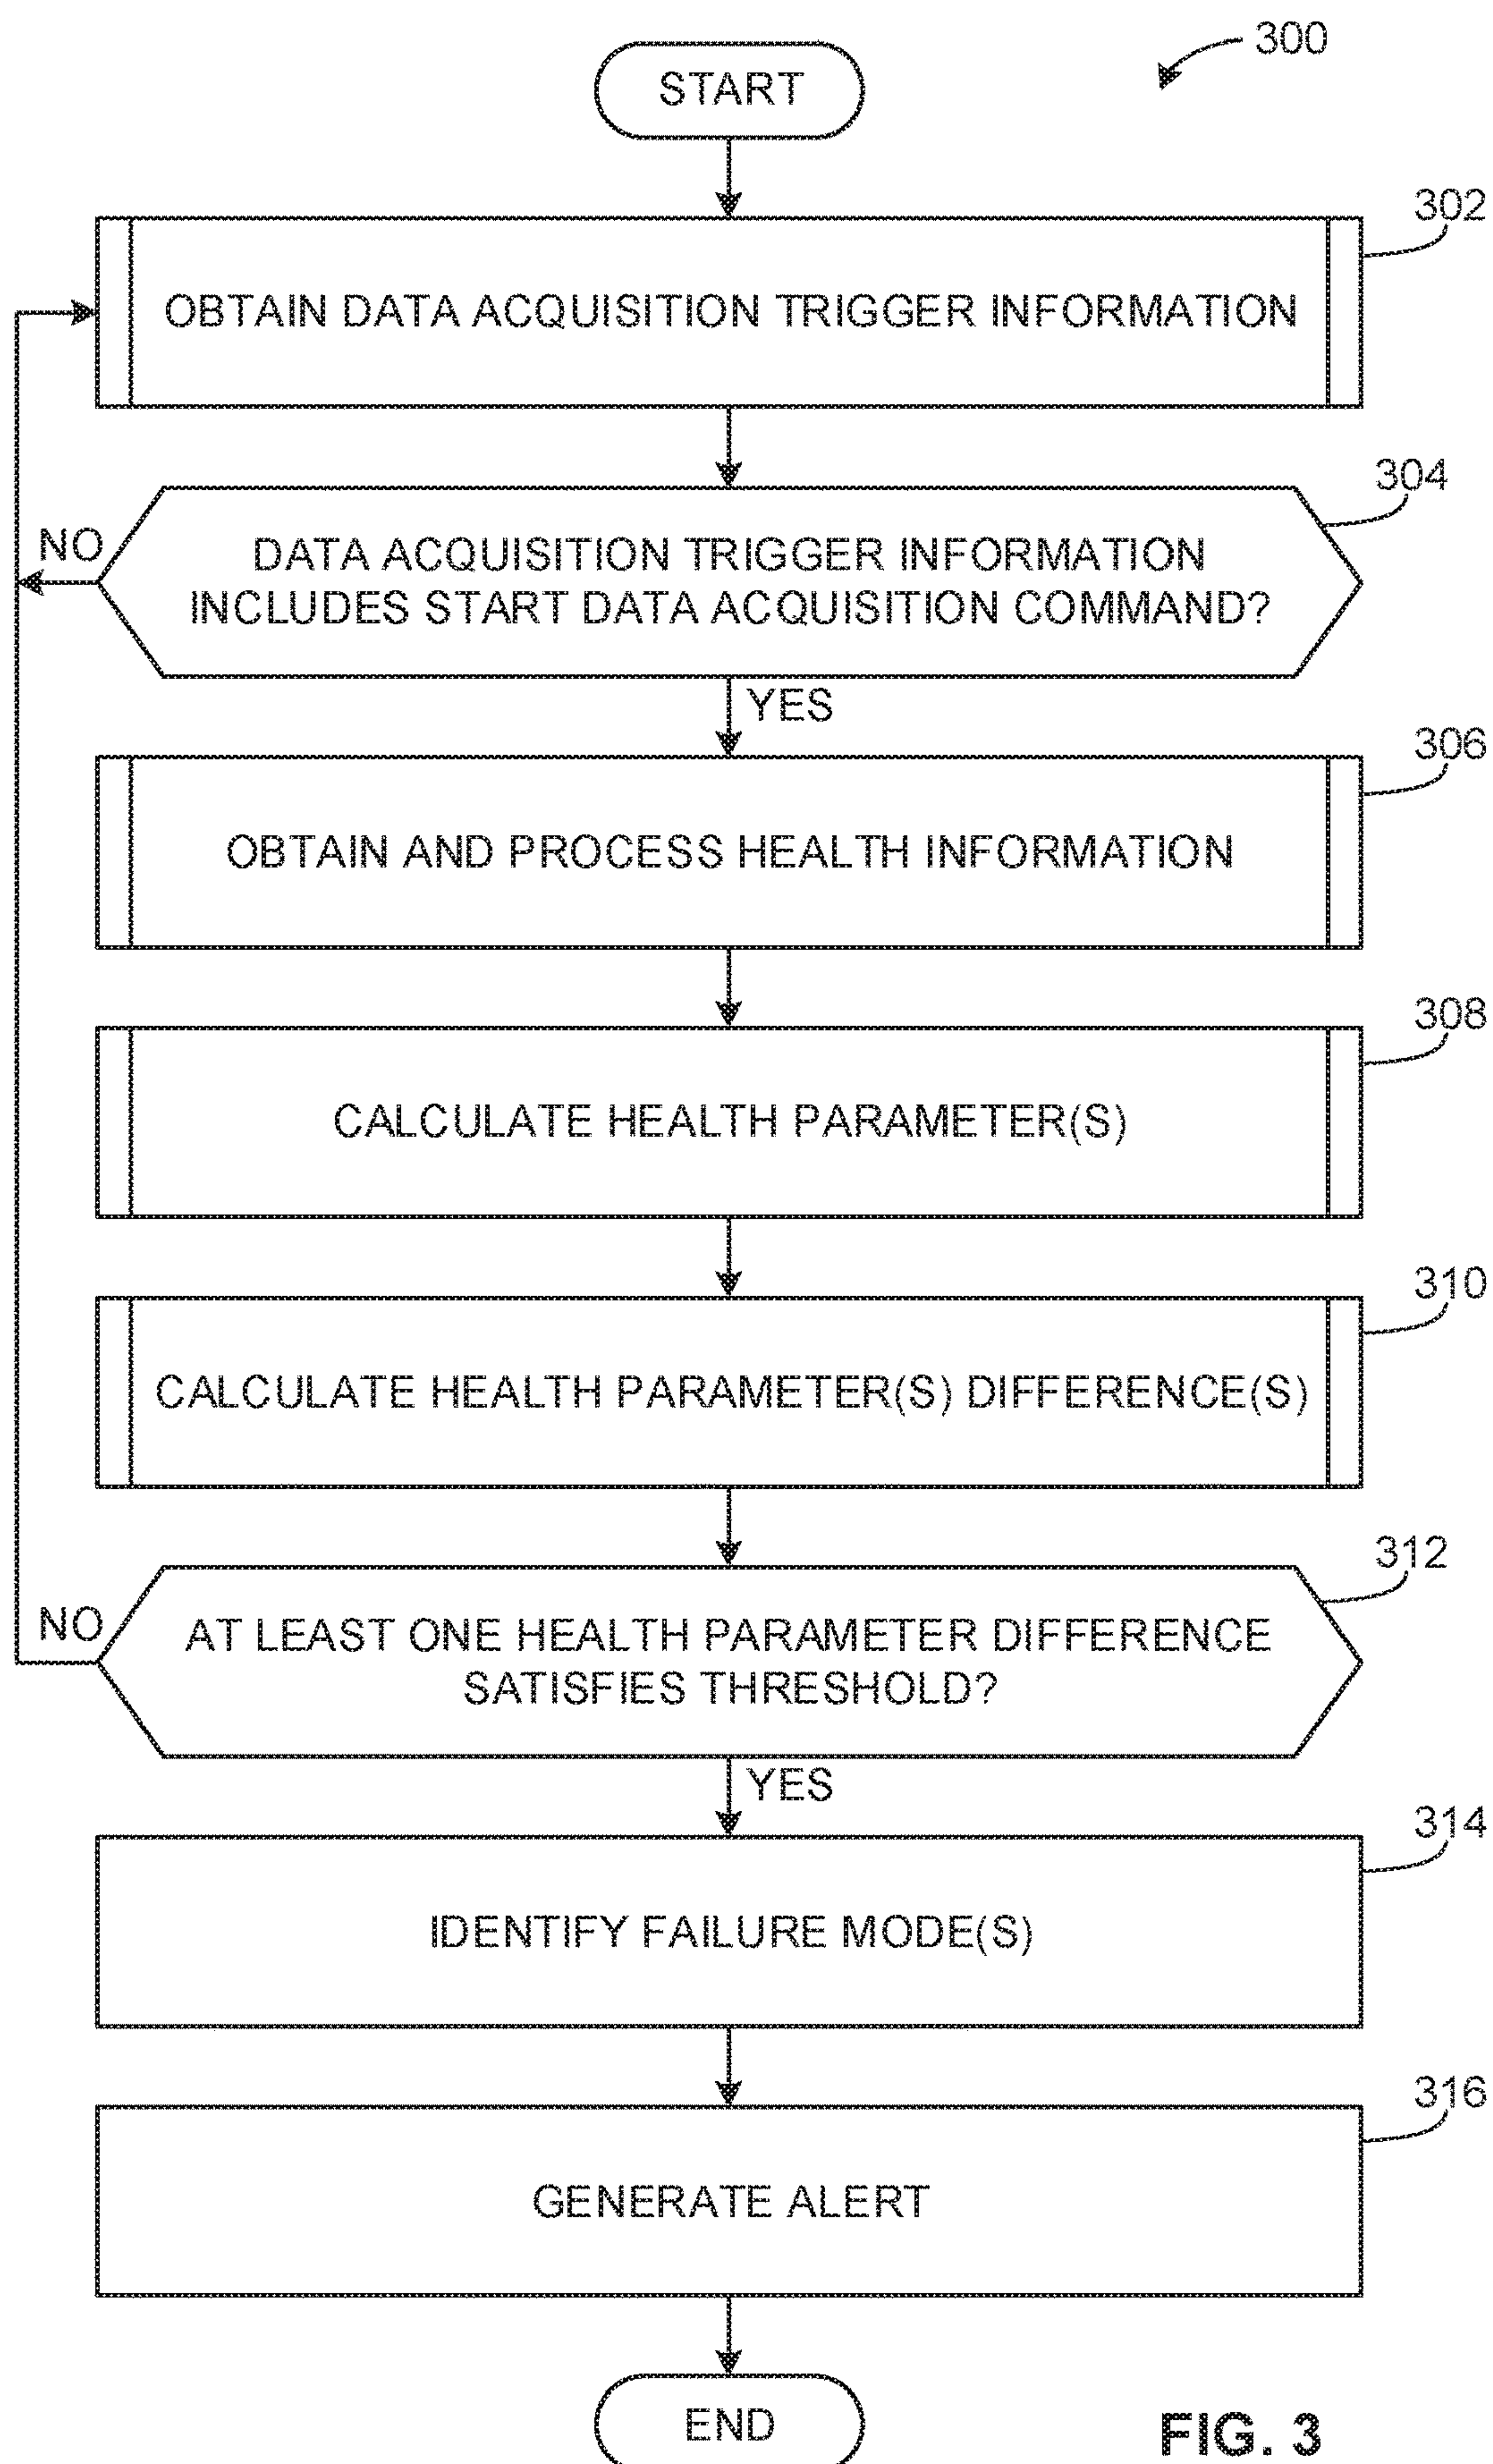 300
START
302
OBTAIN DATA ACQUISITION TRIGGER INFORMATION
304
NO
DATA ACQUISITION TRIGGER INFORMATION
INCLUDES START DATA ACQUISITION COMMAND?
YES
306
OBTAIN AND PROCESS HEALTH INFORMATION
308
CALCULATE HEALTH PARAMETER(S)
310
CALCULATE HEALTH PARAMETER(S) DIFFERENCE(S)
312
NO
AT LEAST ONE HEALTH PARAMETER DIFFERENCE
SATISFIES THRESHOLD?
YES
314
IDENTIFY FAILURE MODE(S)
316
GENERATE ALERT
END
FIG. 3